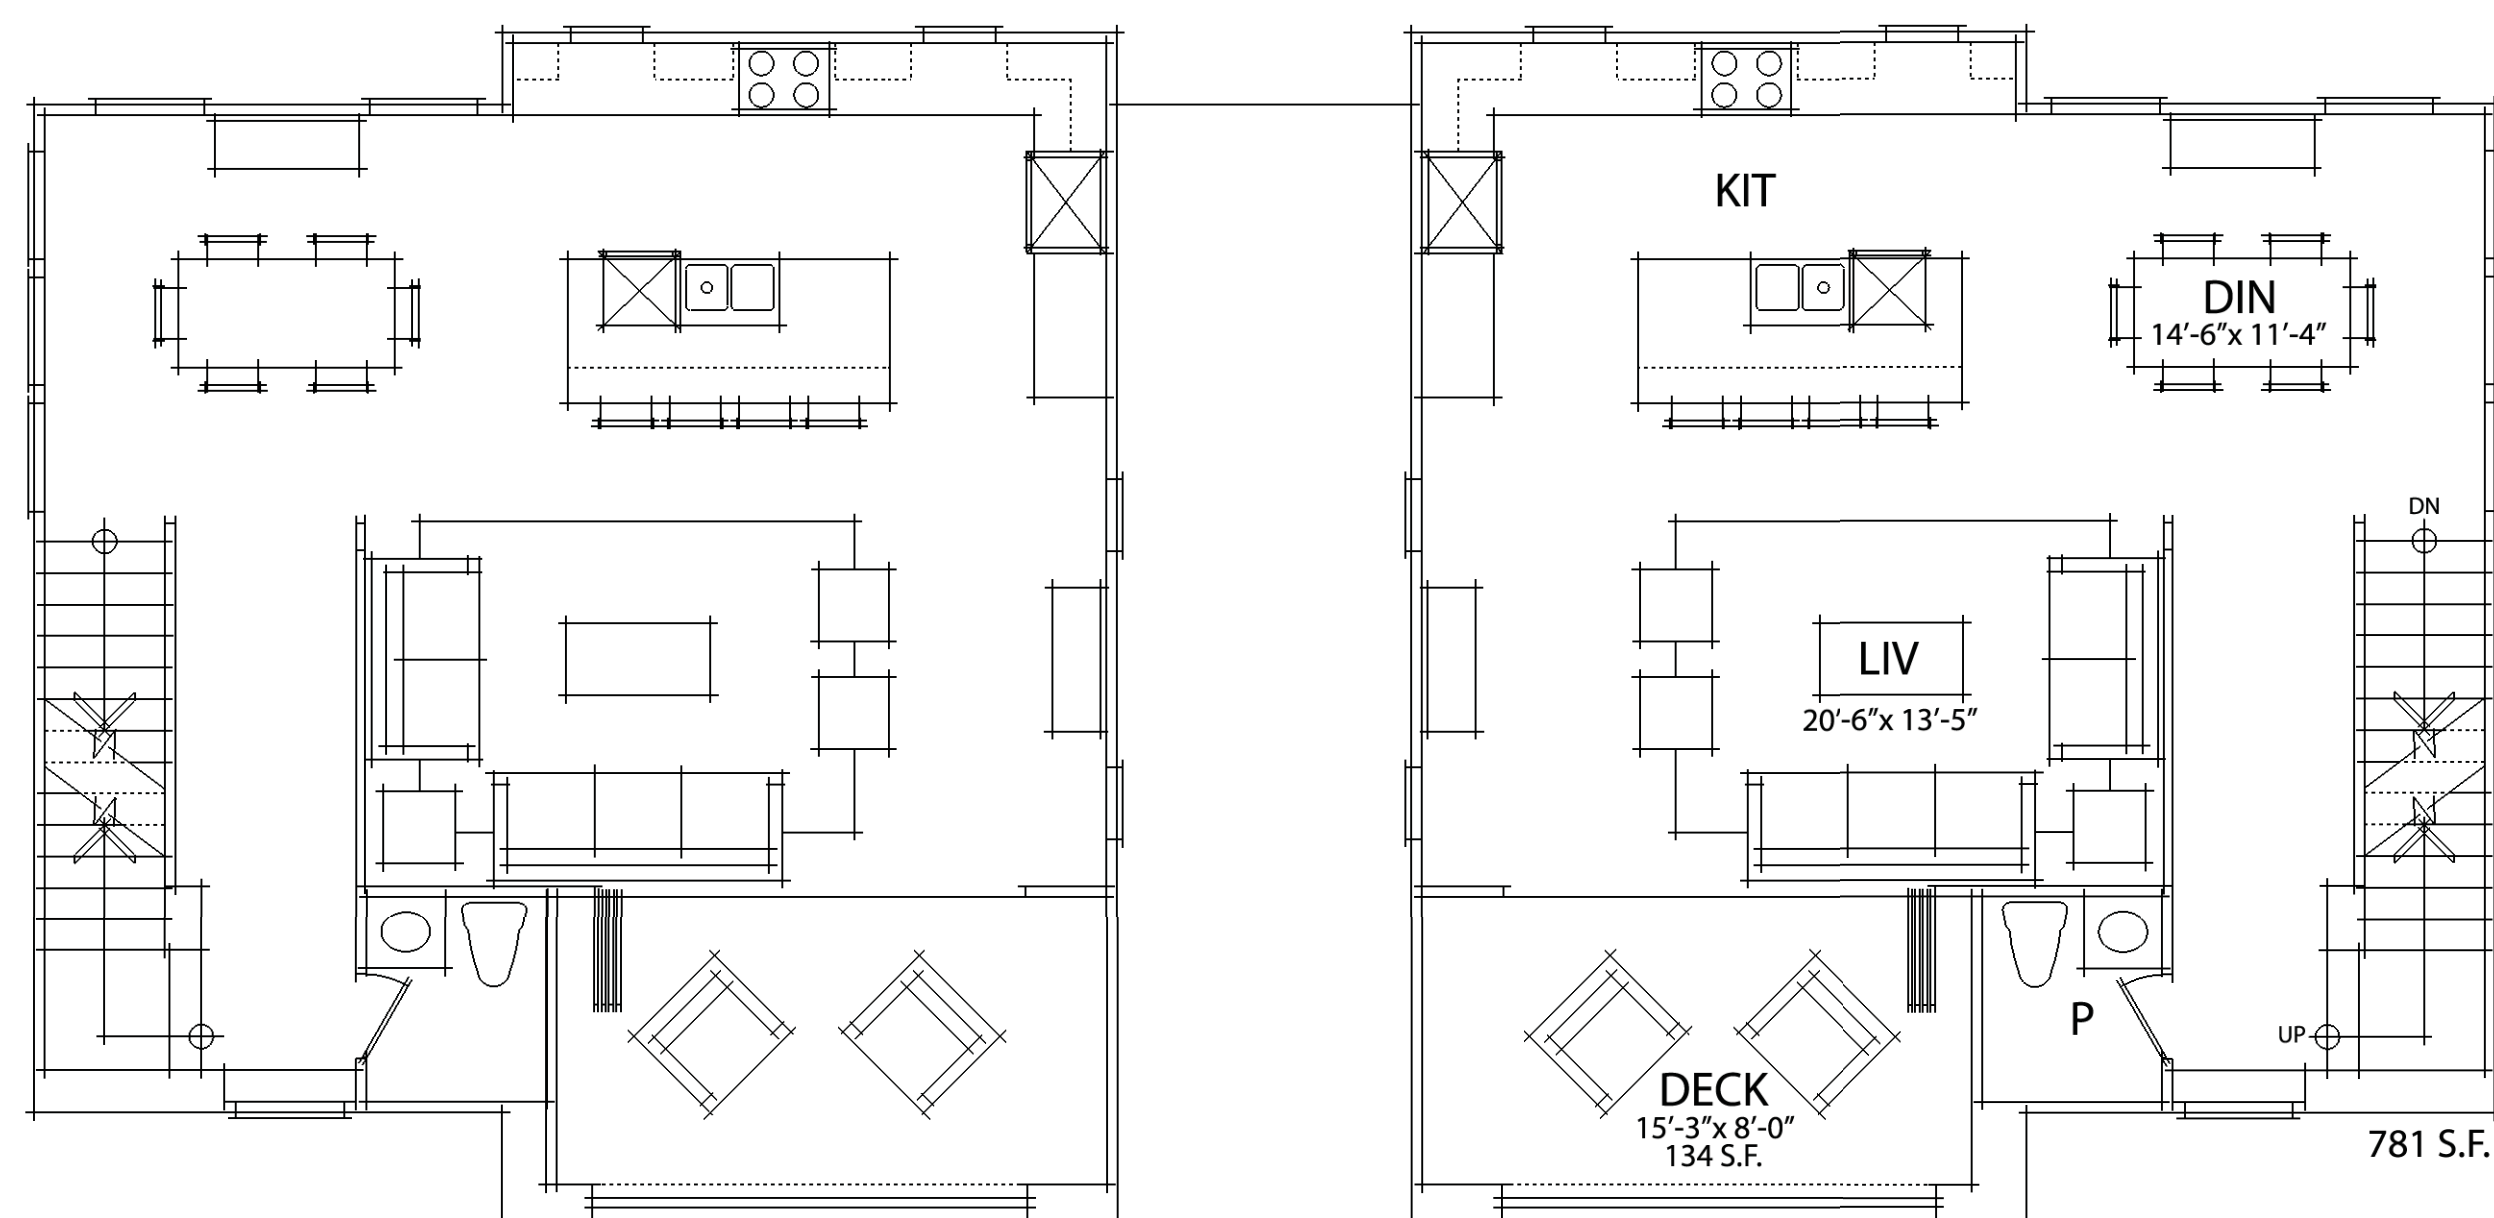 KIT
DIN
14'-6"x 11'-4"
DN
LIV
20'-6"x 13'-5"
P
UP
DECK
15'-3"x 8'-0"
134 S.F.
781 S.F.